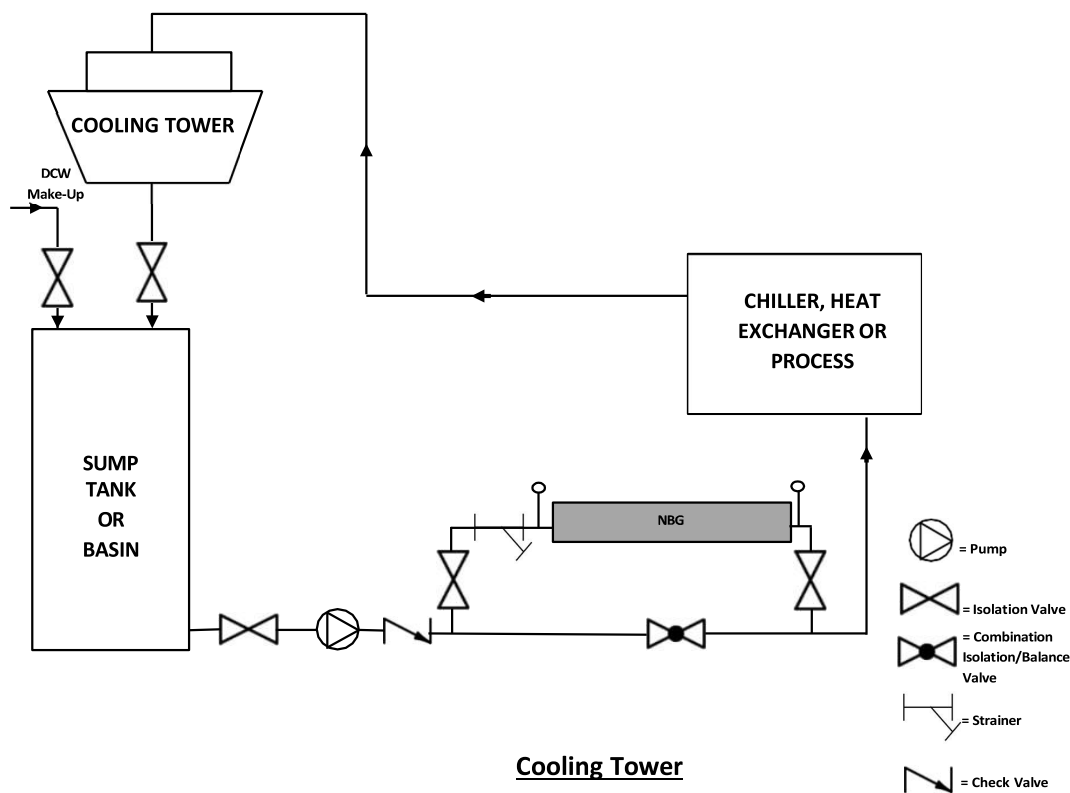 COOLING TOWER
DCW
Make-Up
CHILLER, HEAT
EXCHANGER OR
PROCESS
SUMP
TANK
OR
BASIN
NBG
= Pump
= Isolation Valve
= Combination
Isolation/Balance
Valve
= Strainer
= Check Valve
Cooling Tower